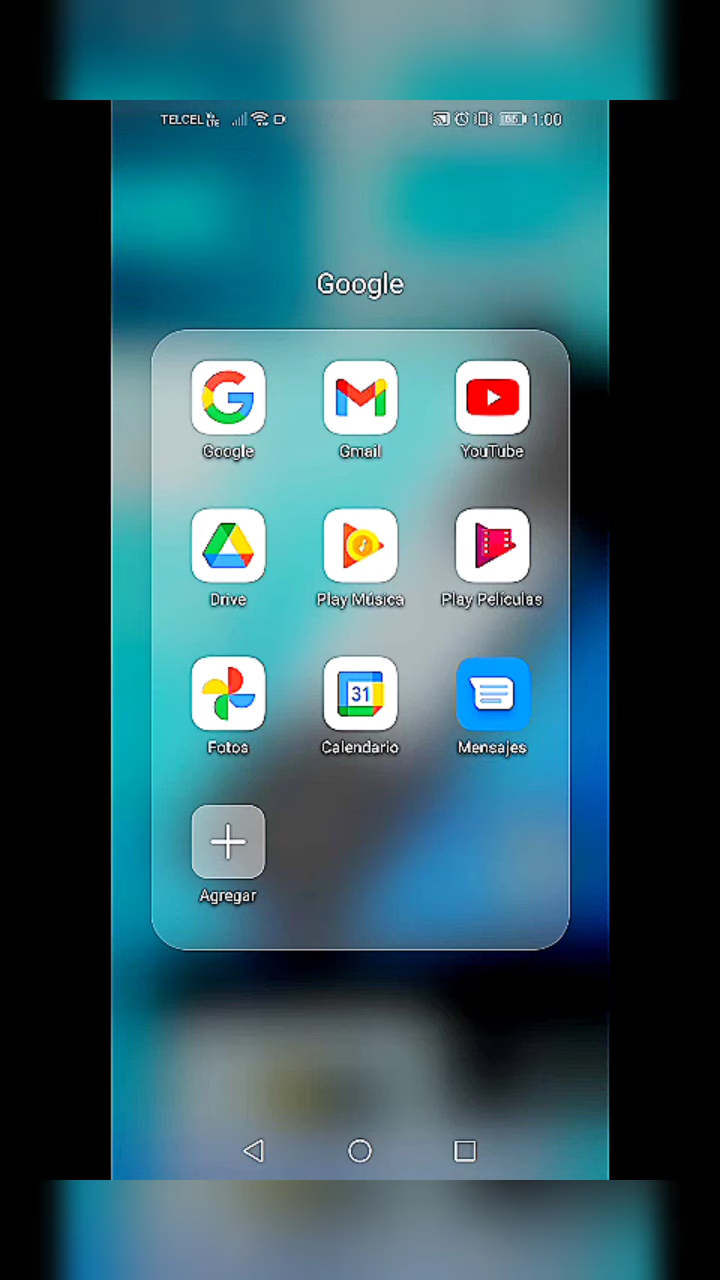 TELCEL 1:00
Google
Google Gmail YouTube
Drive Play Música Play Películas
31
Fotos Calendario Mensajes
Agregar